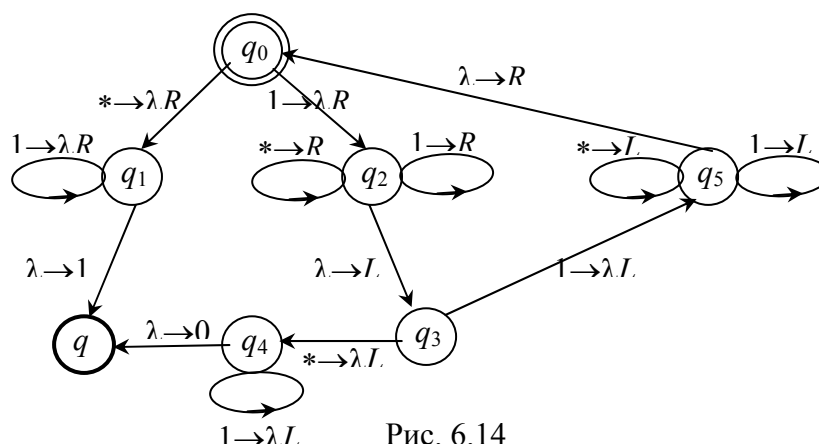 q0
λ→R
*→λR
1→λR
1→λR
*→R
1→R
*→L
1→L
q1
q2
q5
λ→1
λ→L
1→λL
λ→0
q
q4
q3
*→λL
1→λL
Рис. 6.14